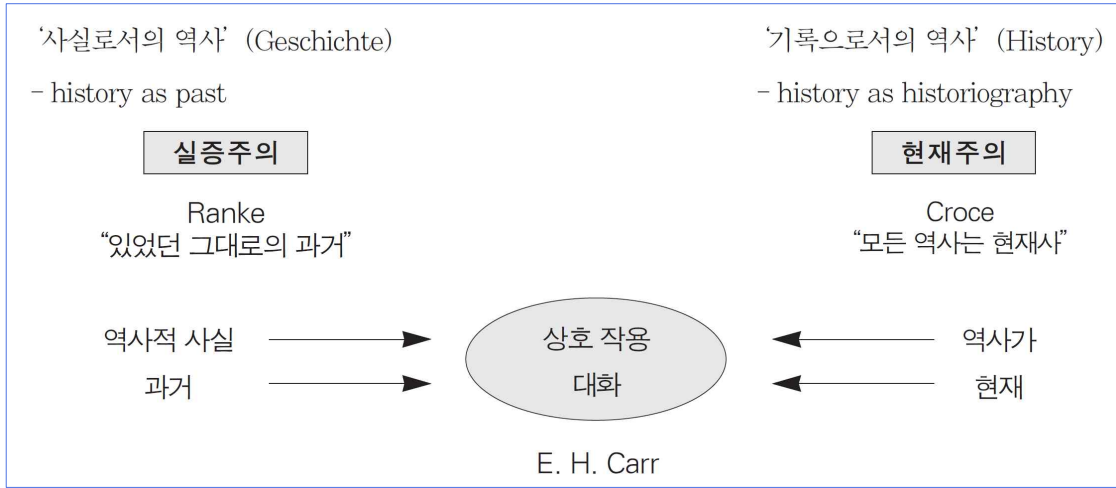 ‘사실로서의 역사’ (Geschichte)
- history as past
실증주의
Ranke
“있었던 그대로의 과거”
‘기록으로서의 역사’ (History)
- history as historiography
현재주의
Croce
“모든 역사는 현재사”
역사적 사실
상호 작용
역사가
과거
대화
현재
E. H. Carr